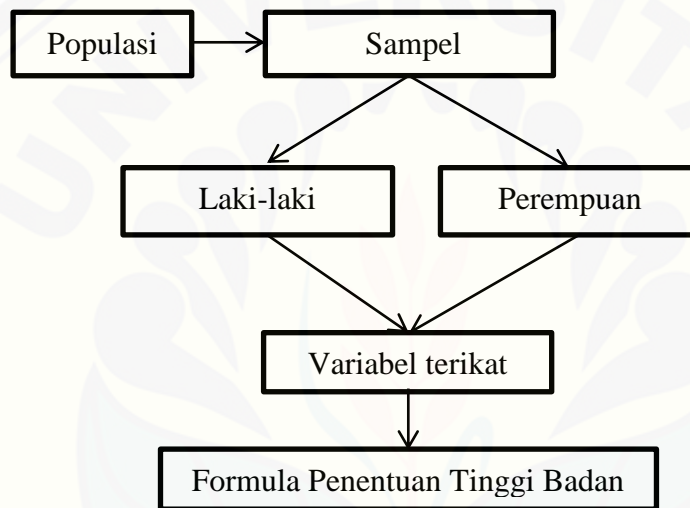 Populasi
Sampel
Laki-laki
Perempuan
Variabel terikat
Formula Penentuan Tinggi Badan